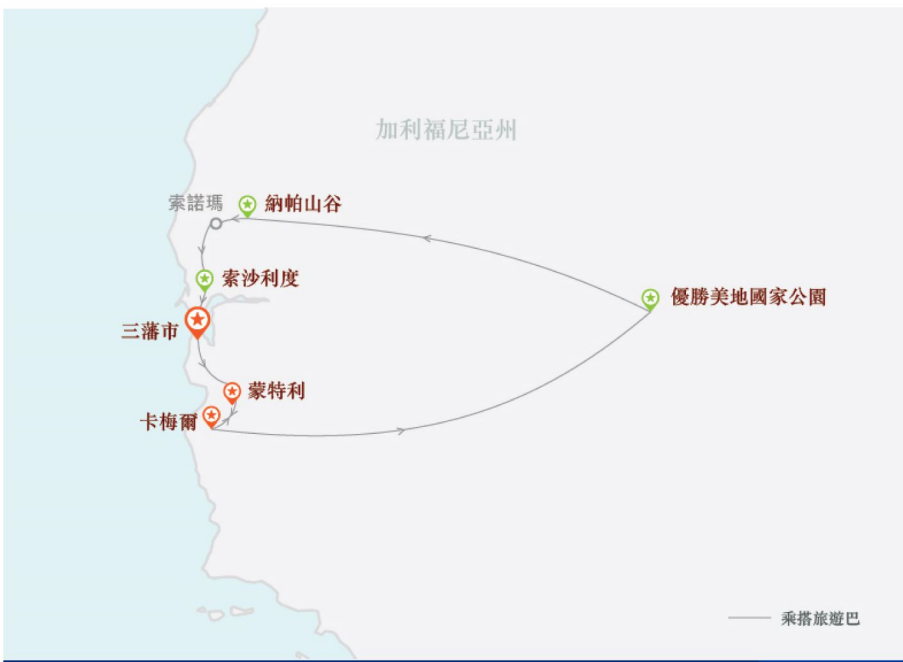 加利福尼亞州
索諾瑪
納帕山谷
索沙利度
優勝美地國家公園
三藩市
蒙特利
卡梅爾
乘搭旅遊巴